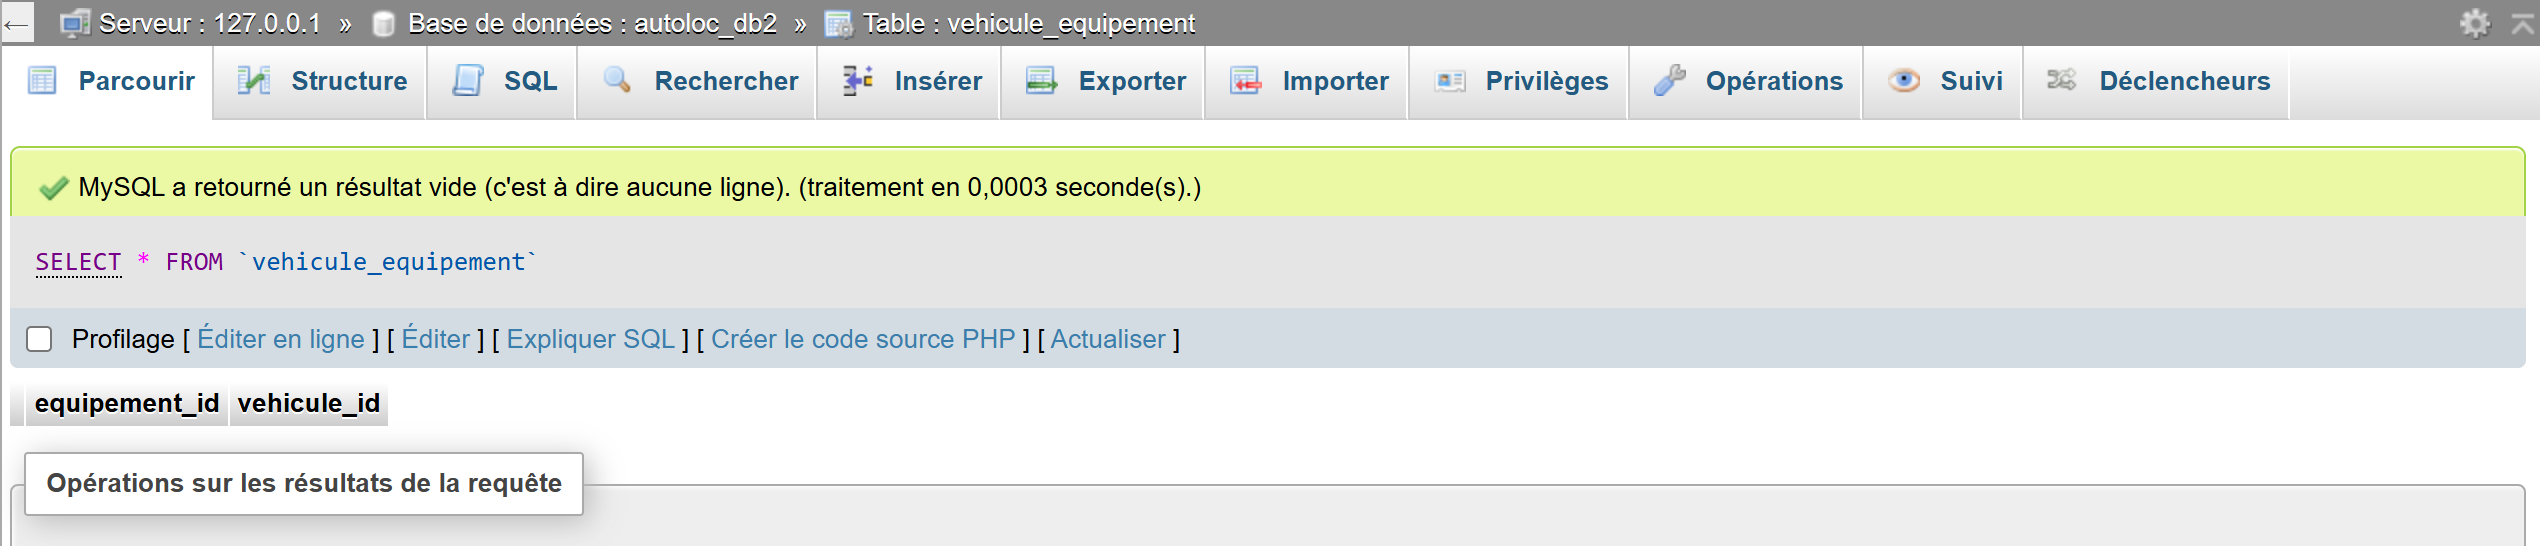 ← Serveur : 127.0.0.1 » Base de données : autoloc_db2 » Table : vehicule_equipement
Parcourir Structure SQL Rechercher Insérer Exporter Importer Privilèges Opérations Suivi Déclencheurs
MySQL a retourné un résultat vide (c'est à dire aucune ligne). (traitement en 0,0003 seconde(s).)
SELECT * FROM `vehicule_equipement`
Profilage [ Éditer en ligne ] [ Éditer ] [ Expliquer SQL ] [ Créer le code source PHP ] [ Actualiser ]
equipement_id vehicule_id
Opérations sur les résultats de la requête